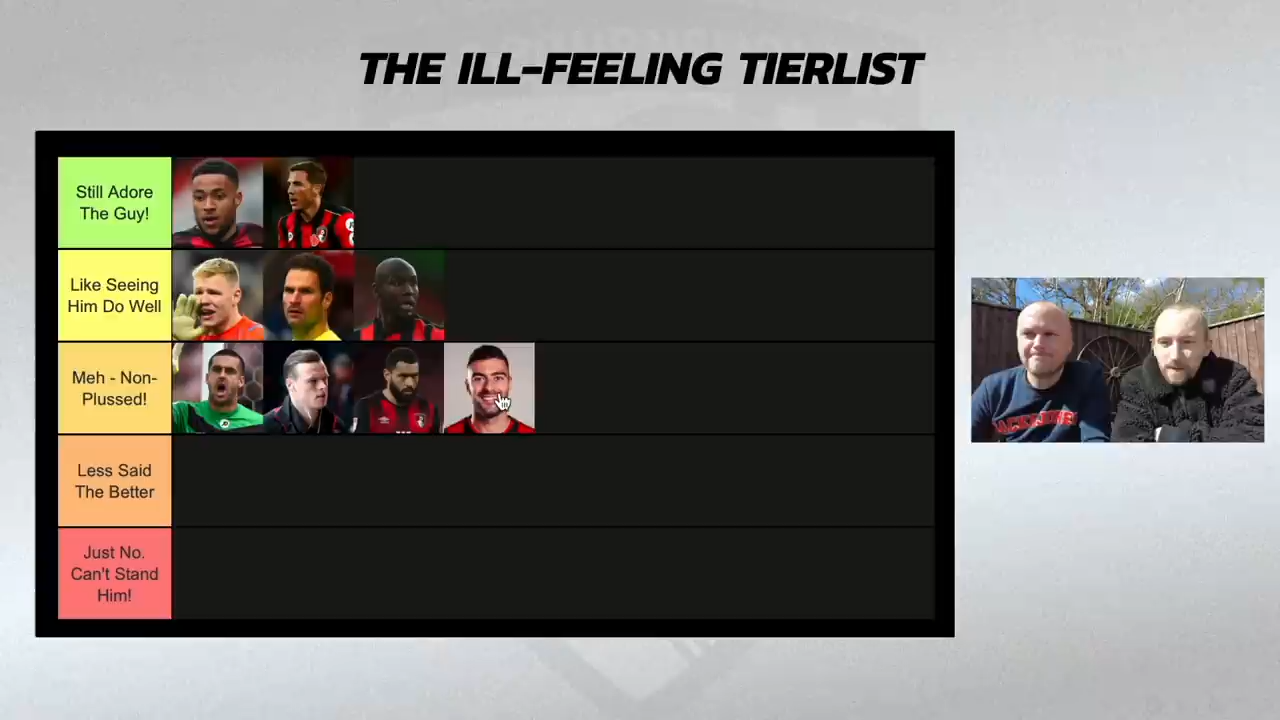 THE ILL-FEELING TIERLIST
Still Adore
The Guy!
Like Seeing
Him Do Well
Meh - Non-
Plussed!
Less Said
The Better
Just No.
Can't Stand
Him!